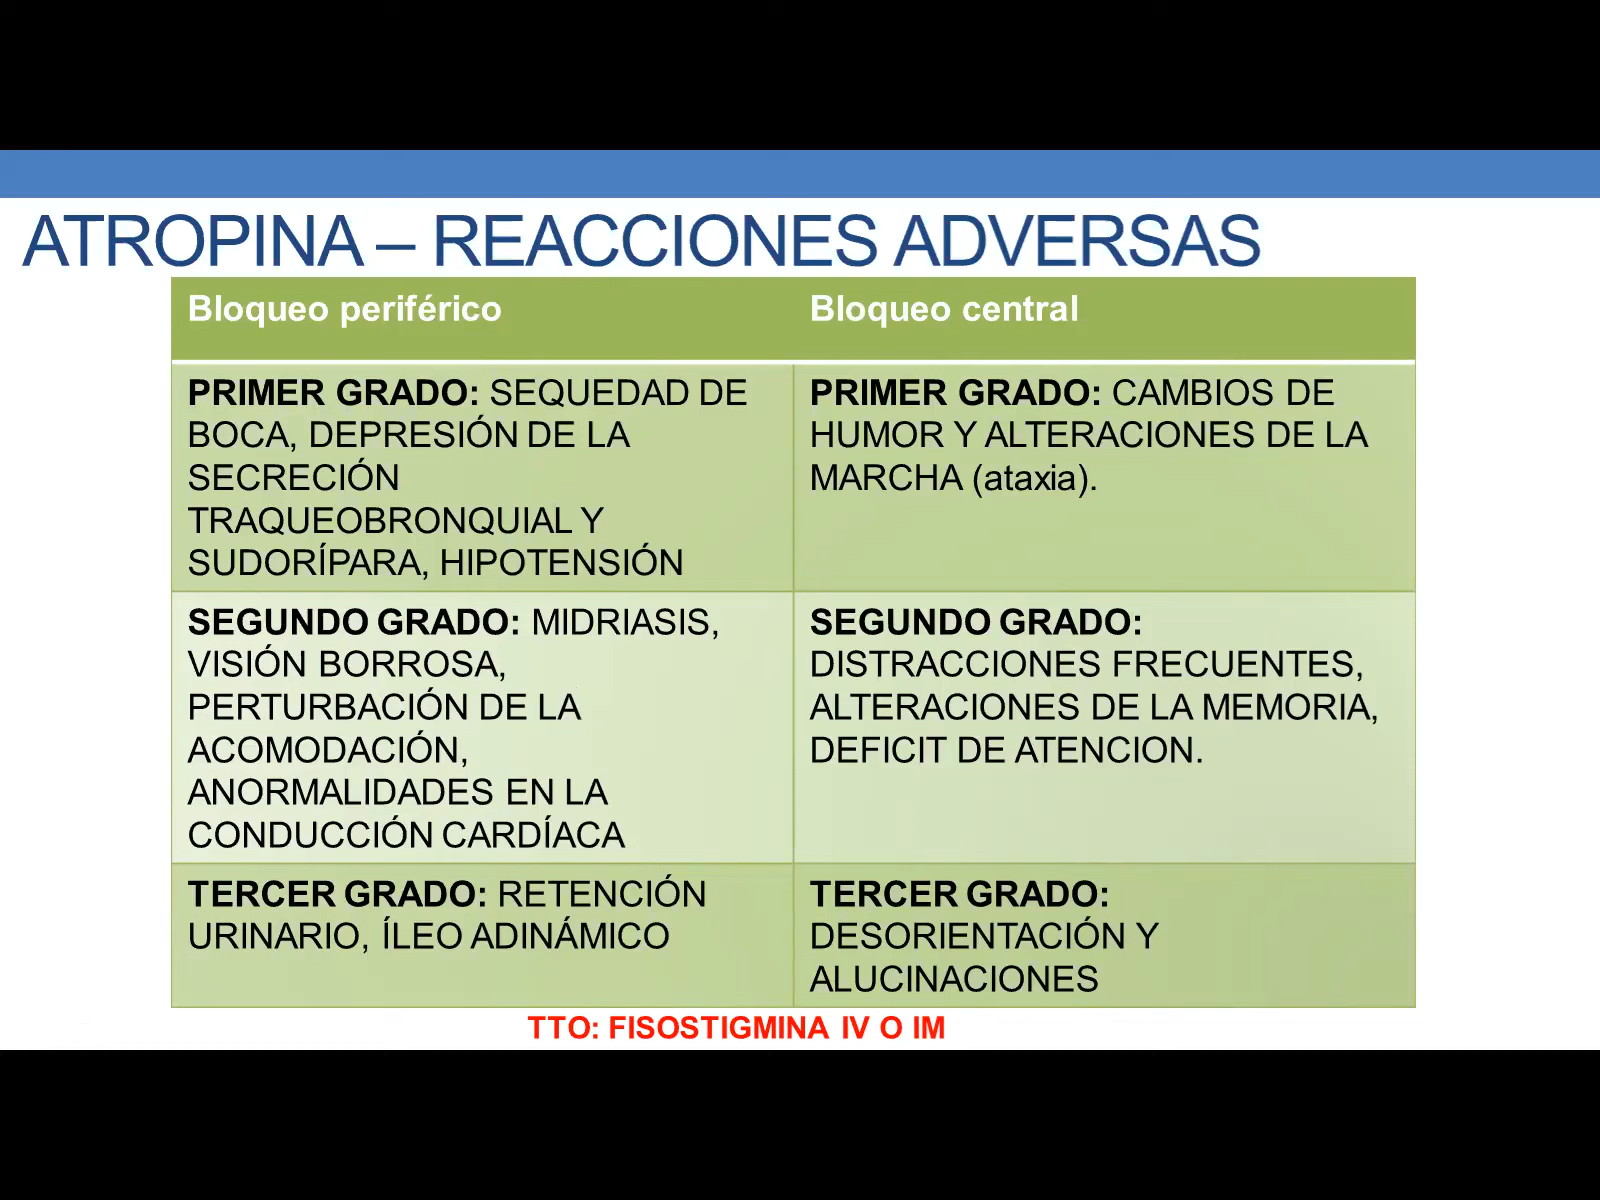 ATROPINA – REACCIONES ADVERSAS
Bloqueo periférico
Bloqueo central
PRIMER GRADO: SEQUEDAD DE
BOCA, DEPRESIÓN DE LA
SECRECIÓN
TRAQUEOBRONQUIAL Y
SUDORÍPARA, HIPOTENSIÓN
PRIMER GRADO: CAMBIOS DE
HUMOR Y ALTERACIONES DE LA
MARCHA (ataxia).
SEGUNDO GRADO: MIDRIASIS,
VISIÓN BORROSA,
PERTURBACIÓN DE LA
ACOMODACIÓN,
ANORMALIDADES EN LA
CONDUCCIÓN CARDÍACA
SEGUNDO GRADO:
DISTRACCIONES FRECUENTES,
ALTERACIONES DE LA MEMORIA,
DEFICIT DE ATENCION.
TERCER GRADO: RETENCIÓN
URINARIO, ÍLEO ADINÁMICO
TERCER GRADO:
DESORIENTACIÓN Y
ALUCINACIONES
TTO: FISOSTIGMINA IV O IM